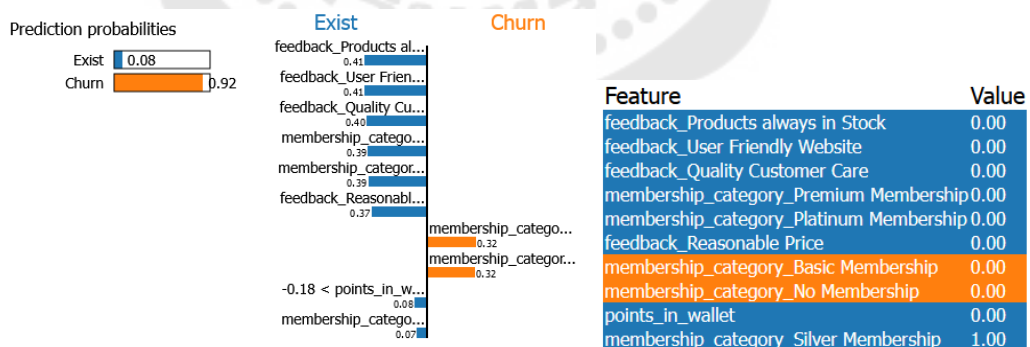 Prediction probabilities
Exist 0.08
Churn 0.92
Exist Churn
feedback_Products al...
0.41
feedback_User Frien...
0.41
feedback_Quality Cu...
0.40
membership_catego...
0.39
membership_categor...
0.39
feedback_Reasonabl...
0.37
membership_catego...
0.32
membership_categor...
0.32
-0.18 < points_in_w...
0.08
membership_catego...
0.07
Feature Value
feedback_Products always in Stock 0.00
feedback_User Friendly Website 0.00
feedback_Quality Customer Care 0.00
membership_category_Premium Membership 0.00
membership_category_Platinum Membership 0.00
feedback_Reasonable Price 0.00
membership_category_Basic Membership 0.00
membership_category_No Membership 0.00
points_in_wallet 0.00
membership_category_Silver Membership 1.00